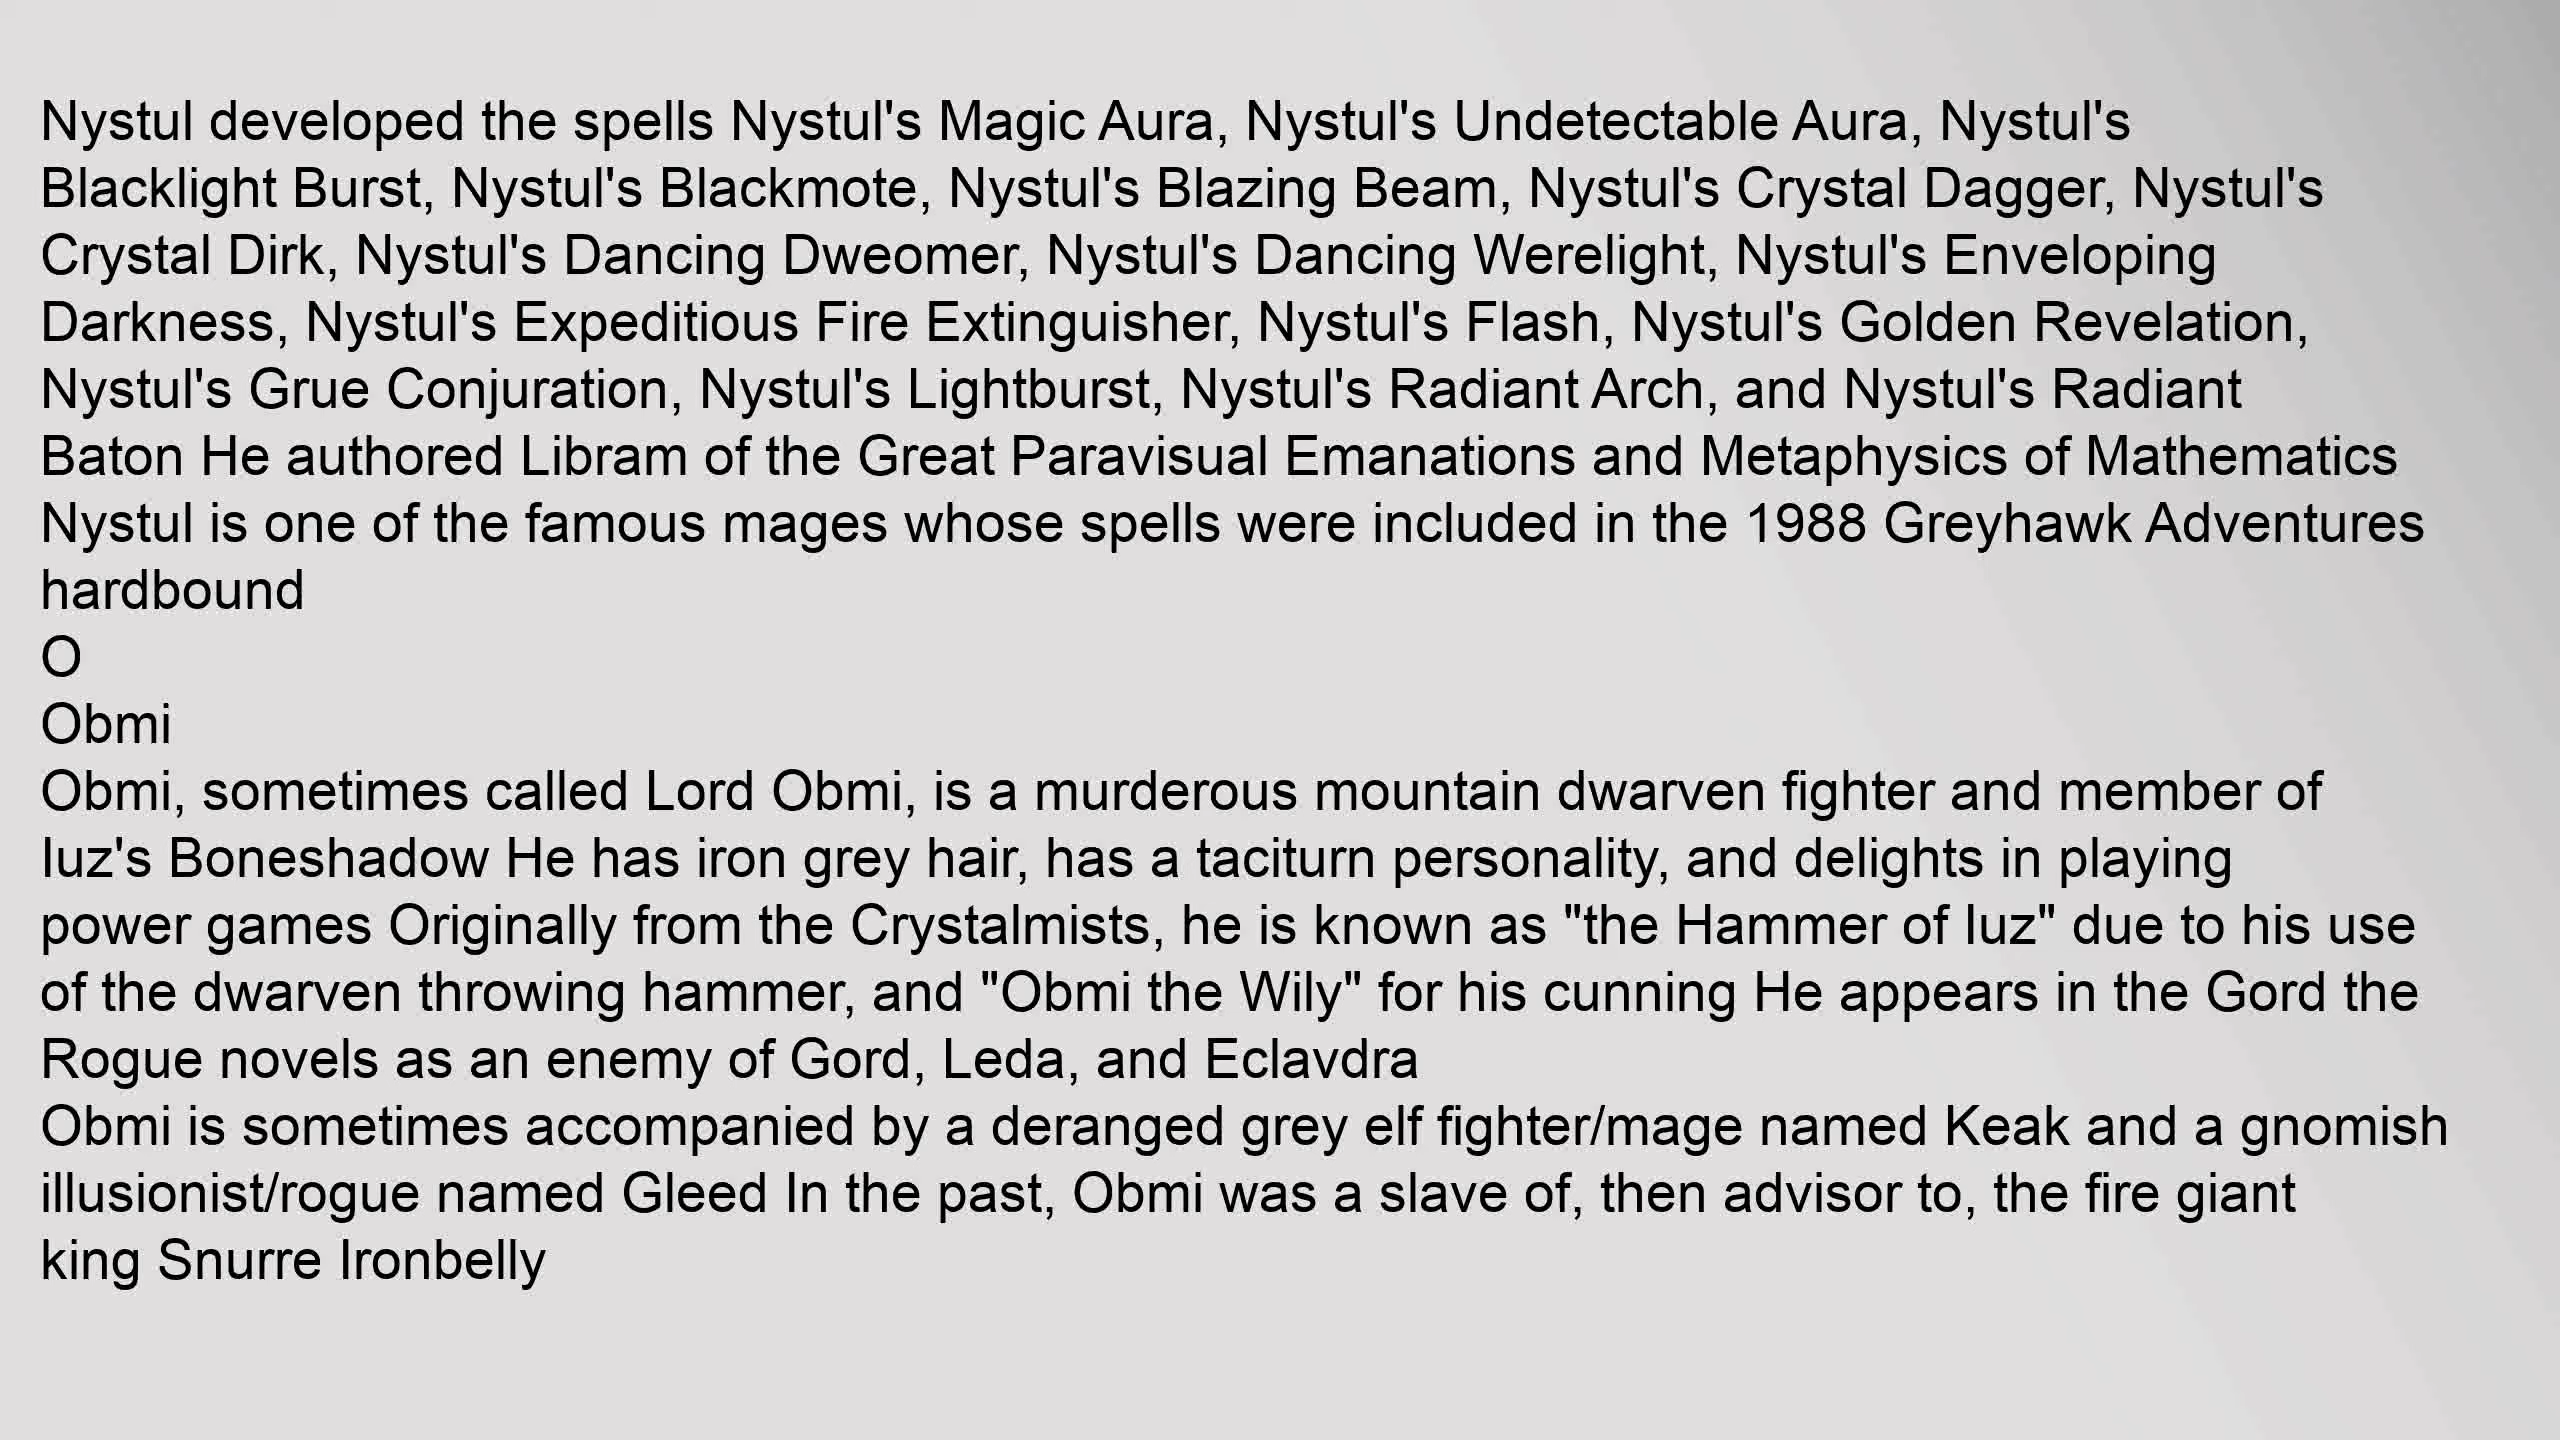 Nystul developed the spells Nystul's Magic Aura, Nystul's Undetectable Aura, Nystul's
Blacklight Burst, Nystul's Blackmote, Nystul's Blazing Beam, Nystul's Crystal Dagger, Nystul's
Crystal Dirk, Nystul's Dancing Dweomer, Nystul's Dancing Werelight, Nystul's Enveloping
Darkness, Nystul's Expeditious Fire Extinguisher, Nystul's Flash, Nystul's Golden Revelation,
Nystul's Grue Conjuration, Nystul's Lightburst, Nystul's Radiant Arch, and Nystul's Radiant
Baton He authored Libram of the Great Paravisual Emanations and Metaphysics of Mathematics
Nystul is one of the famous mages whose spells were included in the 1988 Greyhawk Adventures
hardbound
O
Obmi
Obmi, sometimes called Lord Obmi, is a murderous mountain dwarven fighter and member of
Iuz's Boneshadow He has iron grey hair, has a taciturn personality, and delights in playing
power games Originally from the Crystalmists, he is known as "the Hammer of Iuz" due to his use
of the dwarven throwing hammer, and "Obmi the Wily" for his cunning He appears in the Gord the
Rogue novels as an enemy of Gord, Leda, and Eclavdra
Obmi is sometimes accompanied by a deranged grey elf fighter/mage named Keak and a gnomish
illusionist/rogue named Gleed In the past, Obmi was a slave of, then advisor to, the fire giant
king Snurre Ironbelly